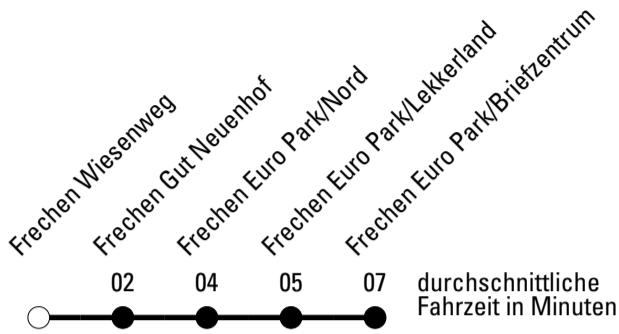 Frechen Wiesenweg
Frechen Gut Neuenhof
Frechen Euro Park/Nord
Frechen Euro Park/Lekkerland
Frechen Euro Park/Briefzentrum
02 04 05 07 durchschnittliche
Fahrzeit in Minuten